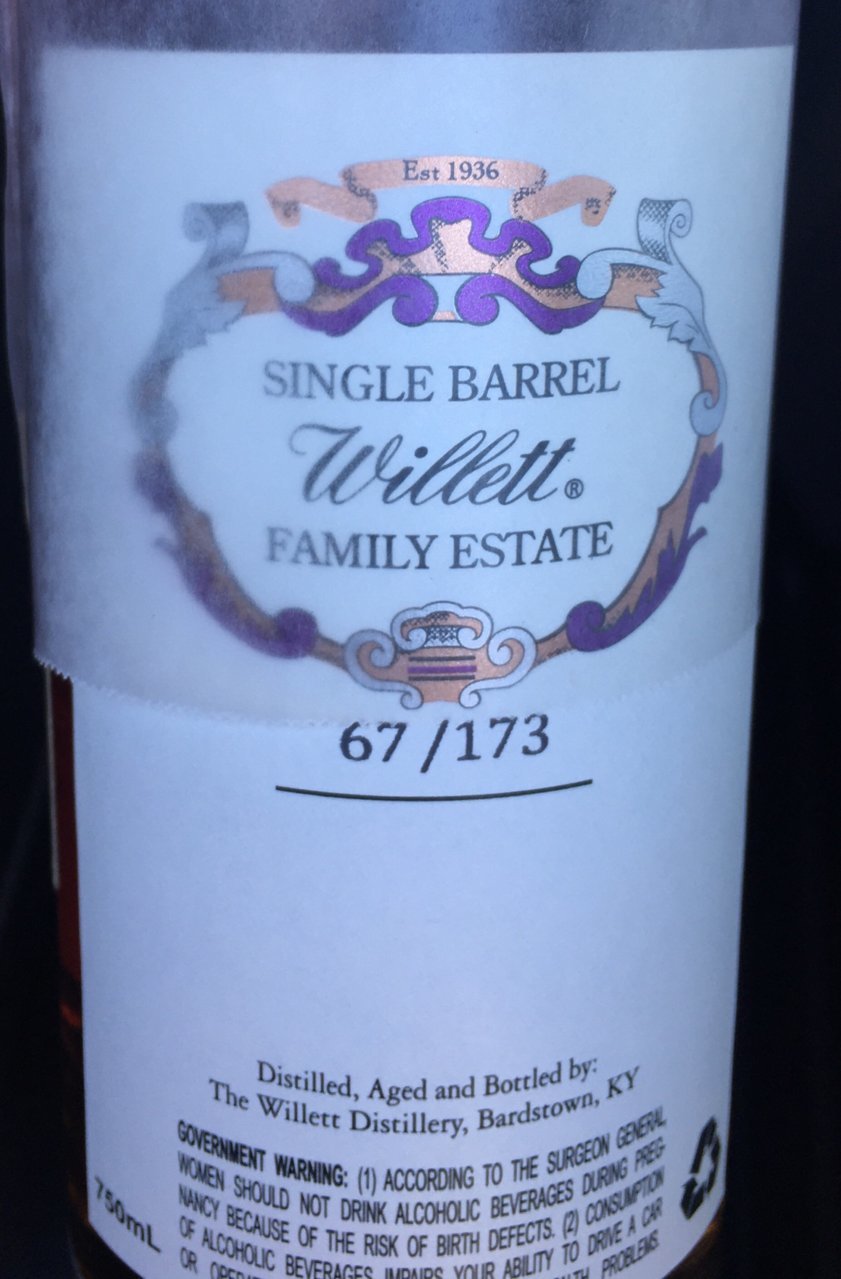 Est 1936
SINGLE BARREL
Willett®
FAMILY ESTATE
67/173
Distilled, Aged and Bottled by:
The Willett Distillery, Bardstown, KY
GOVERNMENT WARNING: (1) ACCORDING TO THE SURGEON GENERAL,
WOMEN SHOULD NOT DRINK ALCOHOLIC BEVERAGES DURING PREG-
NANCY BECAUSE OF THE RISK OF BIRTH DEFECTS. (2) CONSUMPTION
OF ALCOHOLIC BEVERAGES IMPAIRS YOUR ABILITY TO DRIVE A CAR
OR PROBLEMS.
750mL